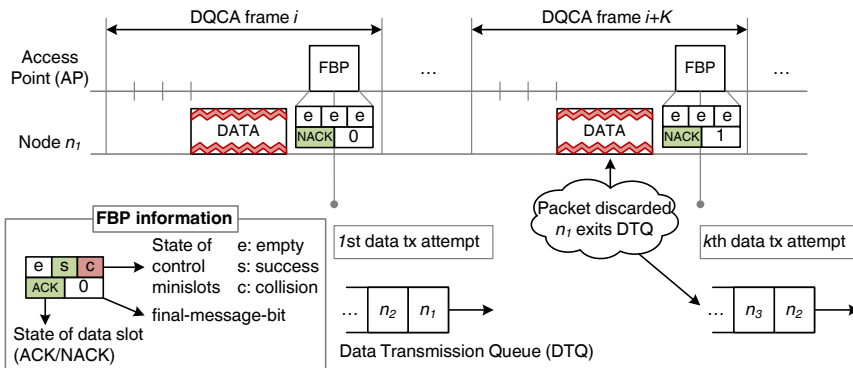 DQCA frame i
DQCA frame i+K
Access
Point (AP)
FBP
...
FBP
...
e e e
e e e
Node n1
DATA
NACK 0
DATA
NACK 1
Packet discarded
n1 exits DTQ
FBP information
e s c
ACK 0
State of
control
minislots
e: empty
s: success
c: collision
final-message-bit
State of data slot
(ACK/NACK)
1st data tx attempt
kth data tx attempt
... n2 n1
... n3 n2
Data Transmission Queue (DTQ)